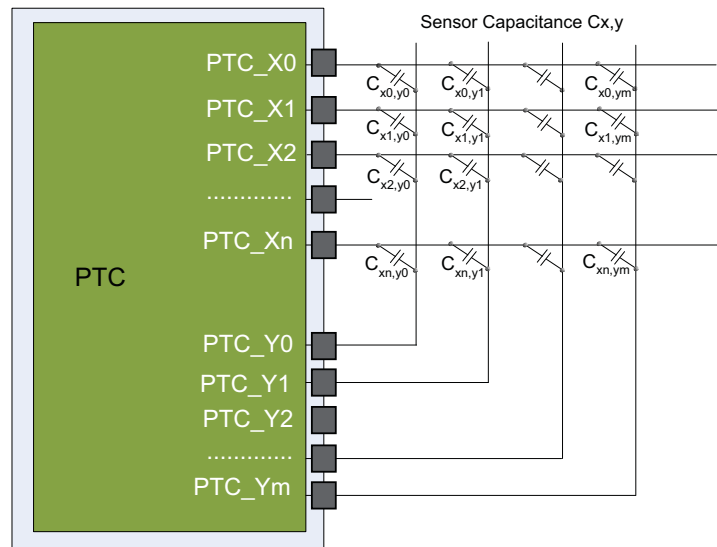 Sensor Capacitance Cx,y
PTC_X0
Cx0,y0 Cx0,y1 Cx0,ym
PTC_X1
Cx1,y0 Cx1,y1 Cx1,ym
PTC_X2
Cx2,y0 Cx2,y1
.............
PTC_Xn
Cxn,y0 Cxn,y1 Cxn,ym
PTC
PTC_Y0
PTC_Y1
PTC_Y2
.............
PTC_Ym